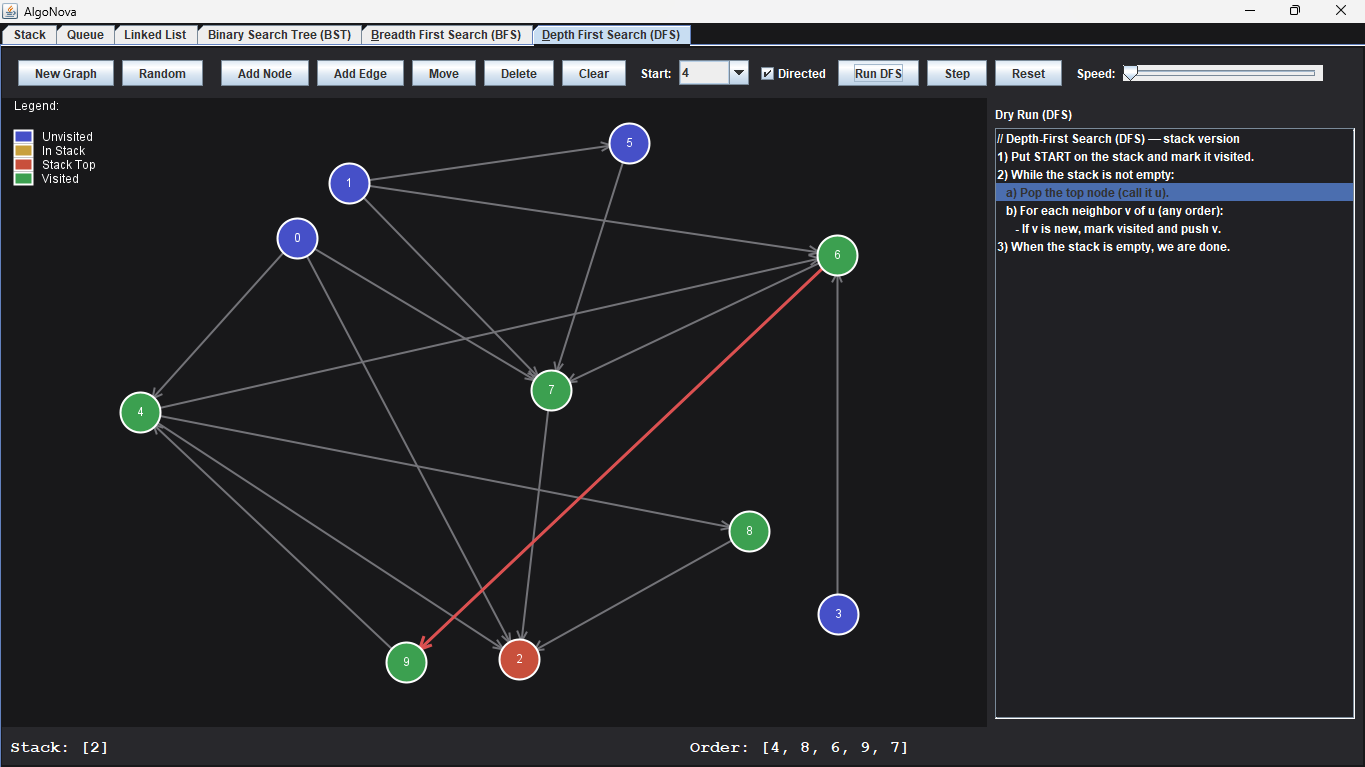 AlgoNova
Stack Queue Linked List Binary Search Tree (BST) Breadth First Search (BFS) Depth First Search (DFS)
New Graph Random Add Node Add Edge Move Delete Clear Start: 4 Directed Run DFS Step Reset Speed:
Legend:
Unvisited
In Stack
Stack Top
Visited
5
1
0
6
7
4
8
3
9
2
Dry Run (DFS)
// Depth-First Search (DFS) — stack version
1) Put START on the stack and mark it visited.
2) While the stack is not empty:
a) Pop the top node (call it u).
b) For each neighbor v of u (any order):
- If v is new, mark visited and push v.
3) When the stack is empty, we are done.
Stack: [2]
Order: [4, 8, 6, 9, 7]